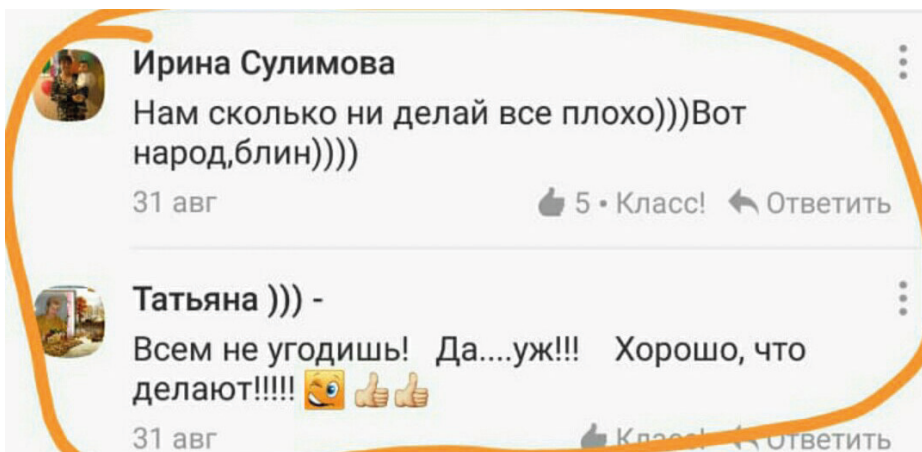 Ирина Сулимова
Нам сколько ни делай все плохо)))Вот
народ,блин))))
31 авг 5 • Класс! Ответить
Татьяна ))) -
Всем не угодишь! Да....уж!!! Хорошо, что
делают!!!!!
31 авг Класс! Ответить